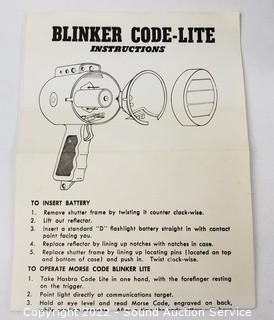 BLINKER CODE-LITE
INSTRUCTIONS
TO INSERT BATTERY
1. Remove shutter frame by twisting it counter clock-wise.
2. Lift out reflector.
3. Insert a standard "D" flashlight battery straight in with contact
point facing you.
4. Replace reflector by lining up notches with notches in case.
5. Replace shutter frame by lining up locating pins (located on top
and bottom of case) and push in. Twist clock-wise.
TO OPERATE MORSE CODE BLINKER LITE
1. Take Hasbro Code Lite in one hand, with the forefinger resting
on the trigger.
2. Point light directly at communications target.
3. Hold at eye level and read Morse Code, engraved on back,
Copyright 2022 - Auction Service